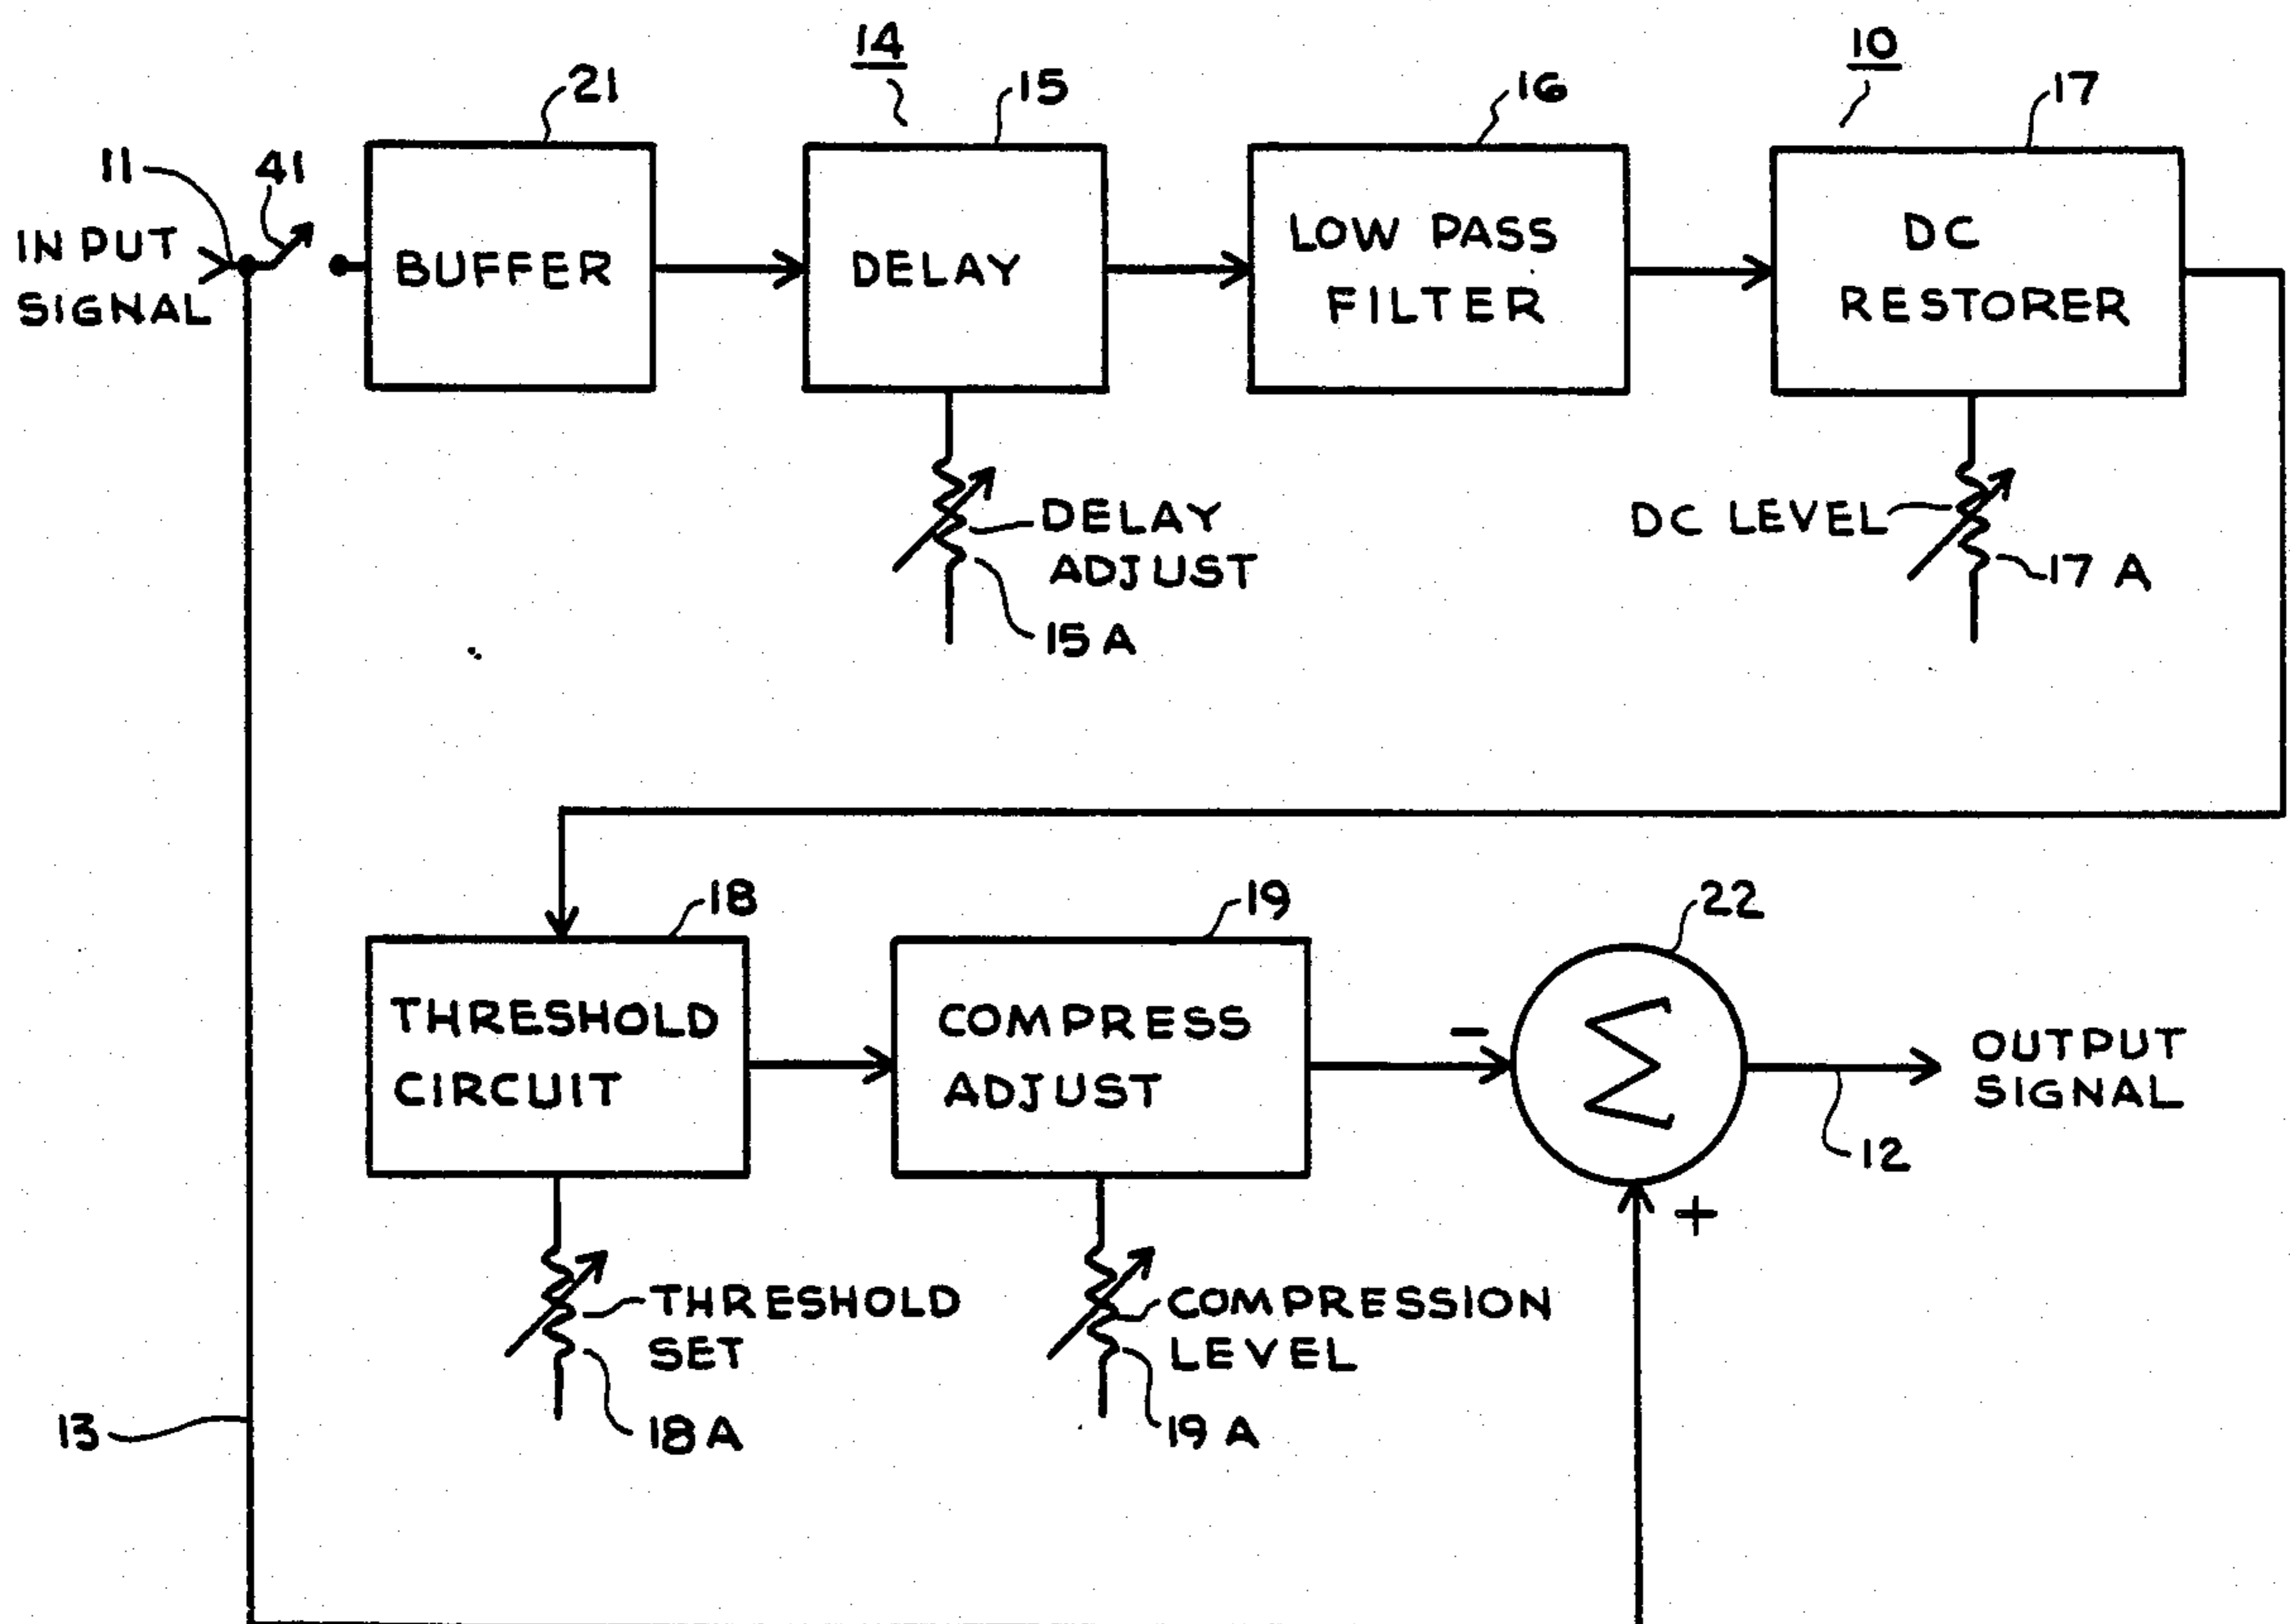 14
10
21
15
16
17
11
41
INPUT
SIGNAL
BUFFER
DELAY
LOW PASS
FILTER
DC
RESTORER
DELAY
ADJUST
15A
DC LEVEL
17 A
18
19
22
THRESHOLD
CIRCUIT
COMPRESS
ADJUST
-
Σ
OUTPUT
SIGNAL
12
+
THRESHOLD
SET
18A
COMPRESSION
LEVEL
19 A
13